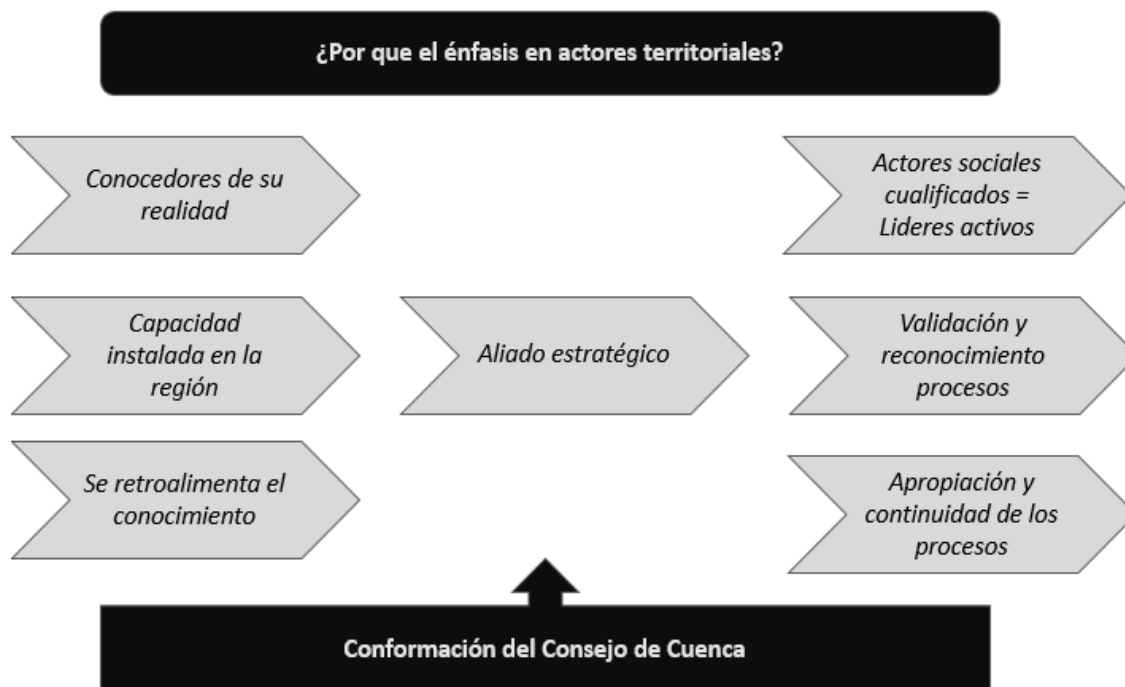 ¿Por que el énfasis en actores territoriales?
Conocedores de su
realidad
Capacidad
instalada en la
región
Se retroalimenta el
conocimiento
Aliado estratégico
Actores sociales
cualificados =
Lideres activos
Validación y
reconocimiento
procesos
Apropiación y
continuidad de los
procesos
Conformación del Consejo de Cuenca